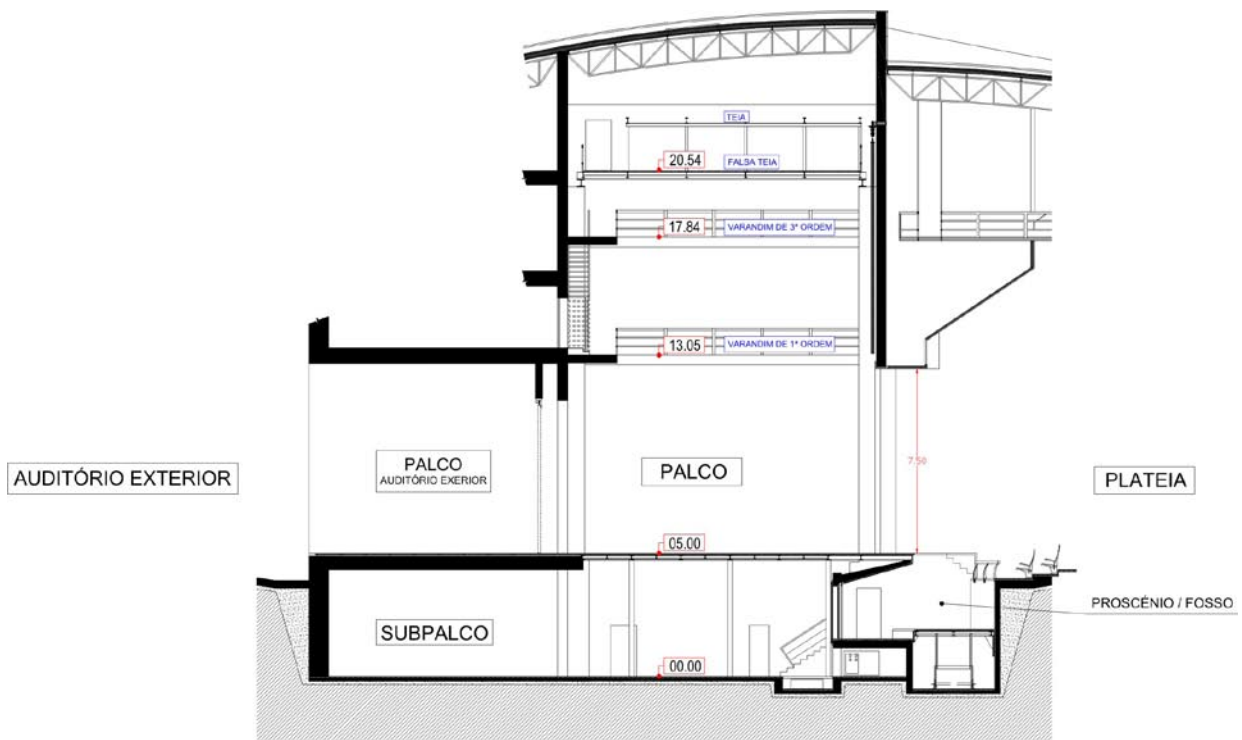 TEIA
20.54
FALSA TEIA
17.84
VARANDIM DE 3ª ORDEM
13.05
VARANDIM DE 1ª ORDEM
AUDITÓRIO EXTERIOR
PALCO
AUDITÓRIO EXERIOR
PALCO
7.50
PLATEIA
05.00
PROSCÉNIO / FOSSO
SUBPALCO
00.00